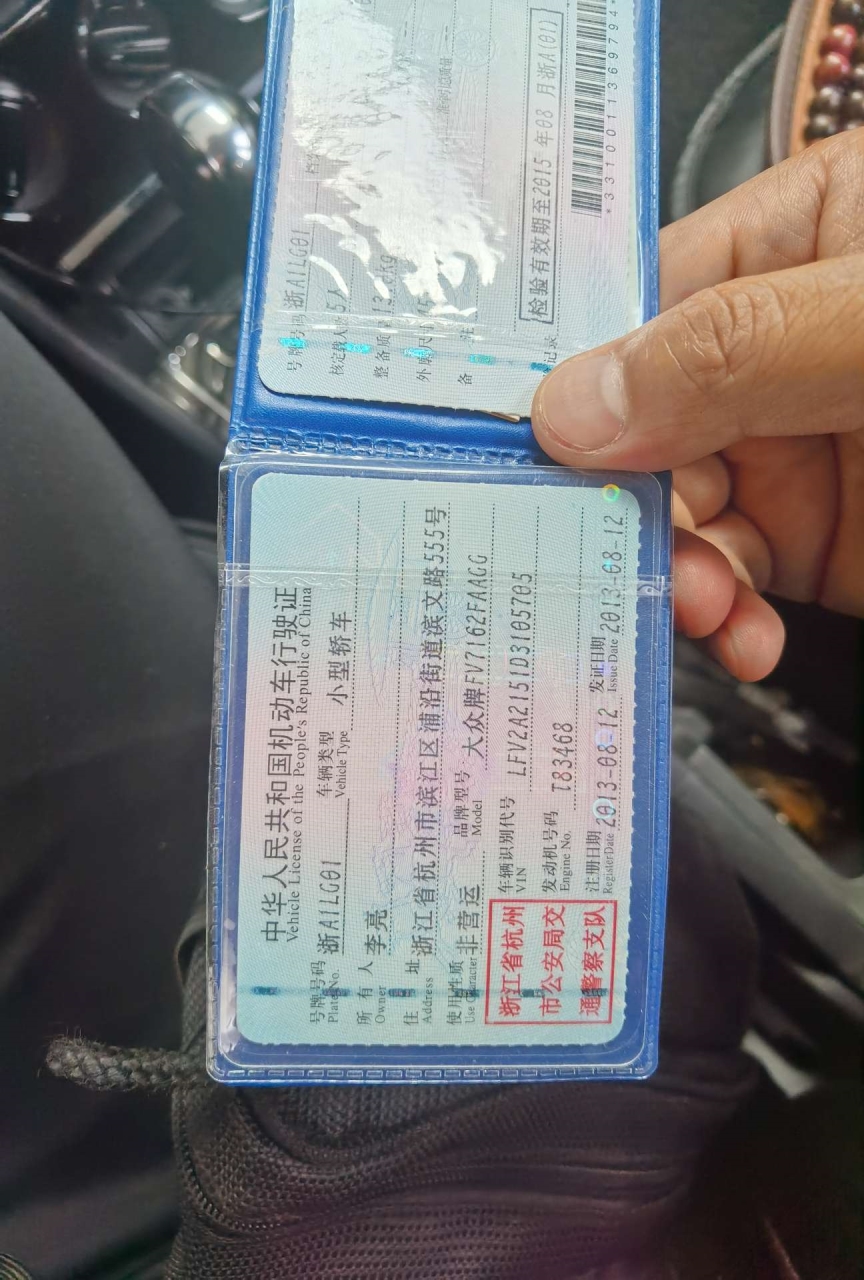 中华人民共和国机动车行驶证
Vehicle License of the People's Republic of China
号牌号码 浙A1LG01 车辆类型 小型轿车
Plate No. Vehicle Type
所有人 李亮
Owner
住址 浙江省杭州市滨江区浦沿街道滨文路555号
Address
使用性质 非营运 品牌型号 大众牌FV7162FAAGG
Use Character Model
浙江省杭州
市公安局交
通警察支队
车辆识别代号 LFV2A2151D3105705
VIN
发动机号码 T83468
Engine No.
注册日期 2013-08-12 发证日期 2013-08-12
Register Date Issue Date
号牌号码 浙A1LG01
核定载人 5人
整备质
外廓尺
备注
检验有效期至2015年08月浙A(01)
记录
*3310011369794*